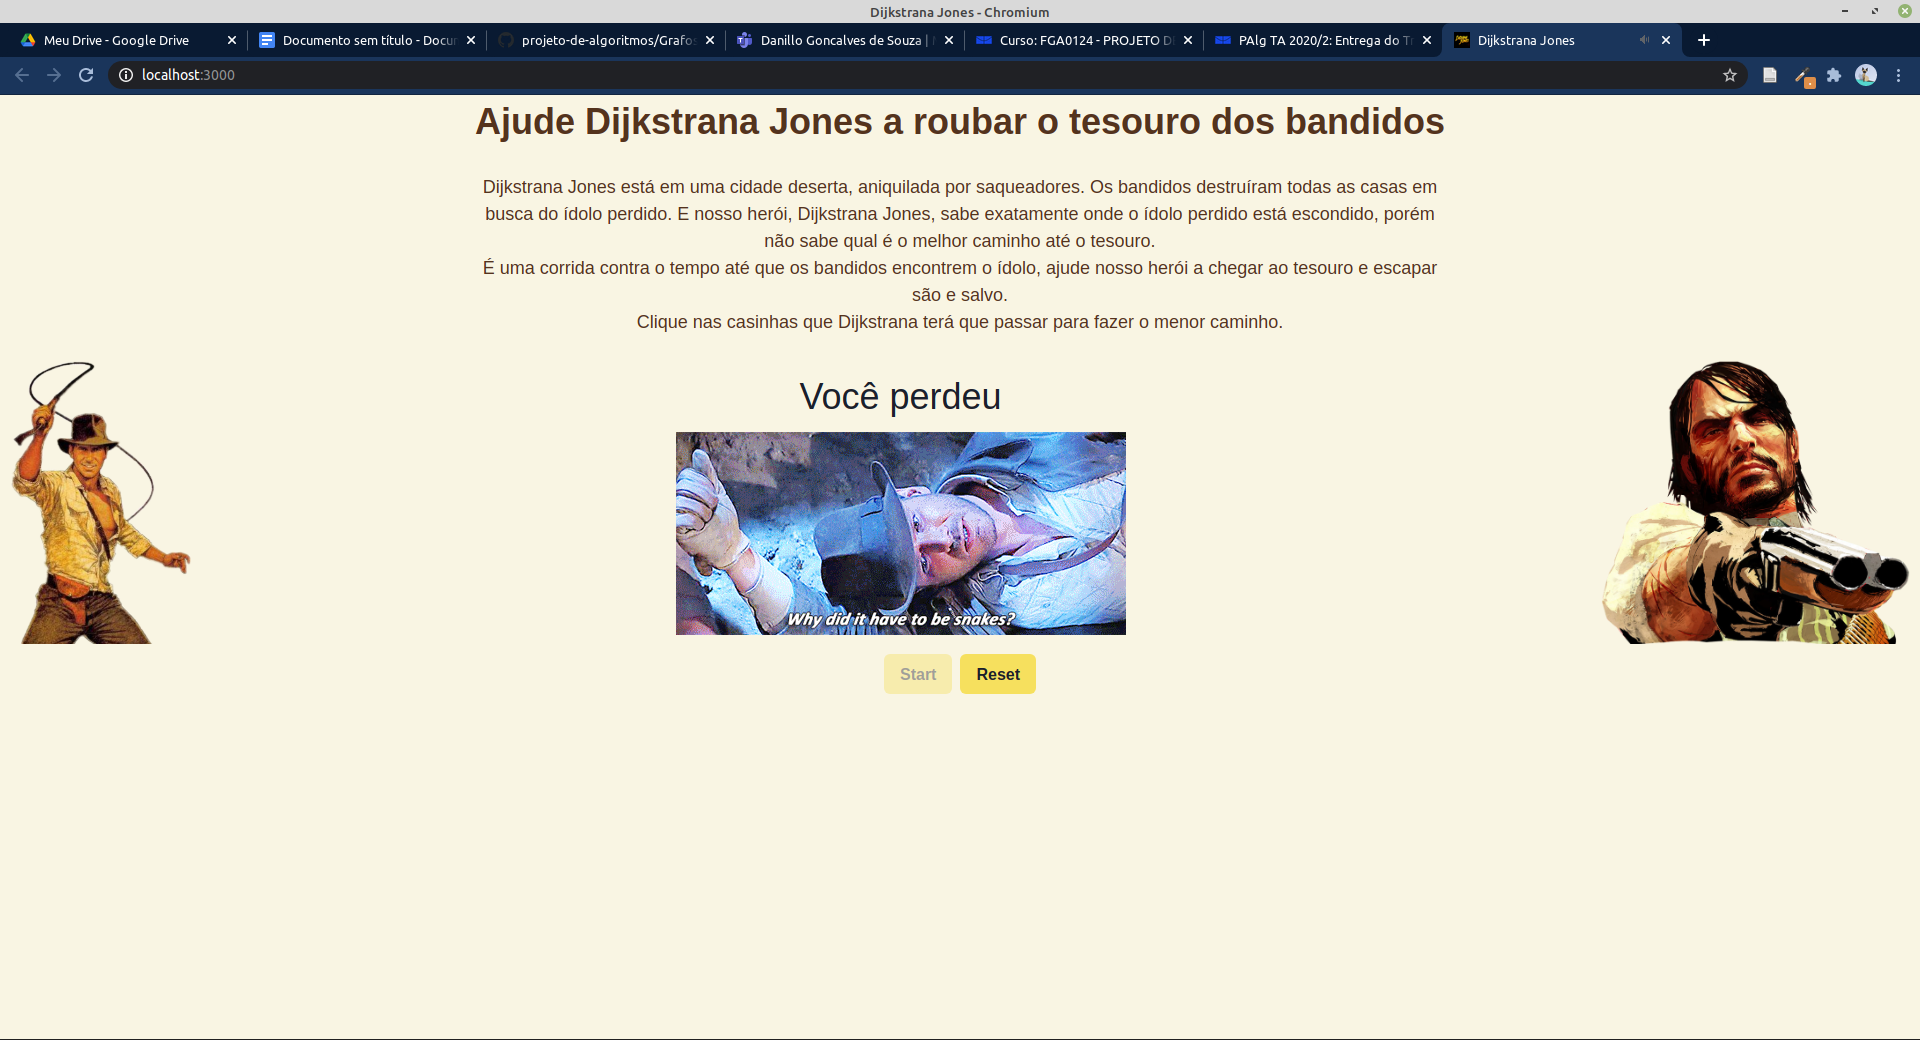 Dijkstrana Jones - Chromium
Meu Drive - Google Drive
Documento sem título - Docu
projeto-de-algoritmos/Grafos
Danillo Goncalves de Souza |
Curso: FGA0124 - PROJETO D
PAlg TA 2020/2: Entrega do T
Dijkstrana Jones
localhost:3000
Ajude Dijkstrana Jones a roubar o tesouro dos bandidos
Dijkstrana Jones está em uma cidade deserta, aniquilada por saqueadores. Os bandidos destruíram todas as casas em
busca do ídolo perdido. E nosso herói, Dijkstrana Jones, sabe exatamente onde o ídolo perdido está escondido, porém
não sabe qual é o melhor caminho até o tesouro.
É uma corrida contra o tempo até que os bandidos encontrem o ídolo, ajude nosso herói a chegar ao tesouro e escapar
são e salvo.
Clique nas casinhas que Dijkstrana terá que passar para fazer o menor caminho.
Você perdeu
Why did it have to be snakes?
Start
Reset